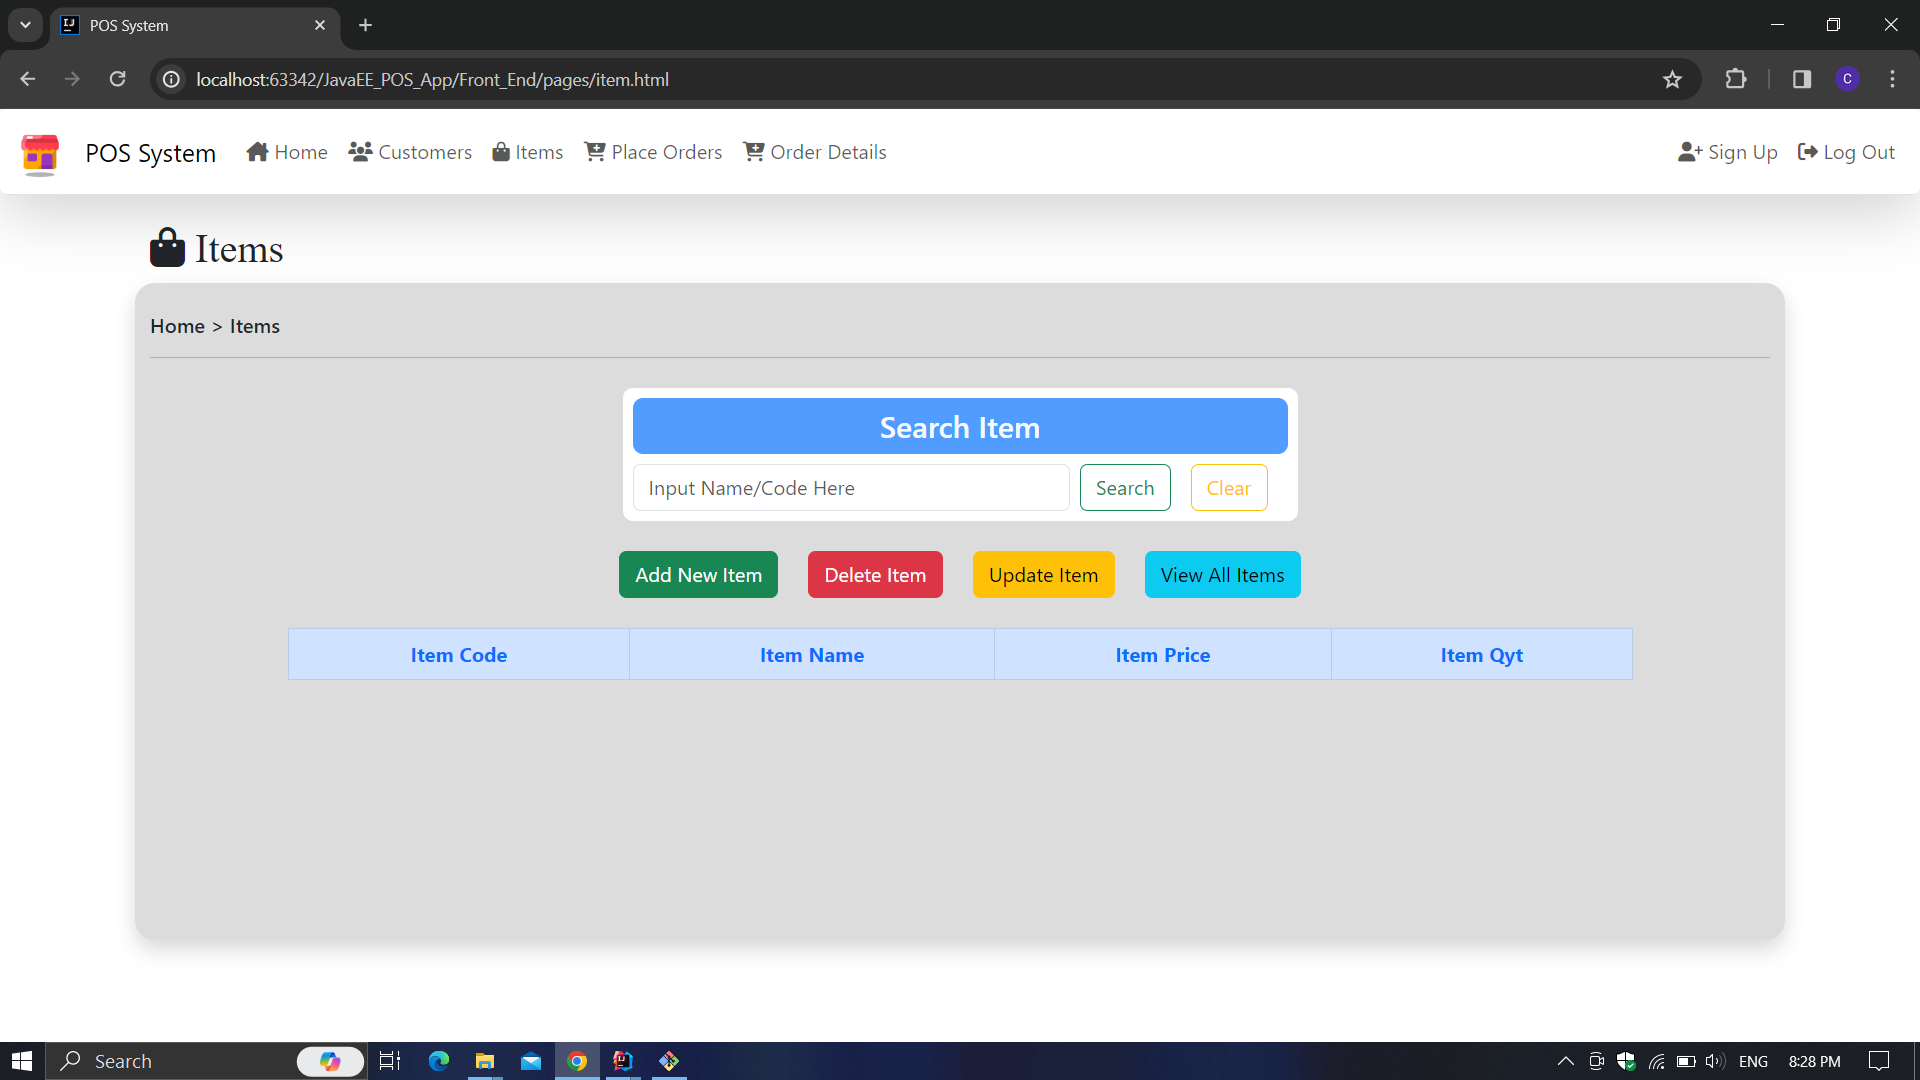 POS System
localhost:63342/JavaEE_POS_App/Front_End/pages/item.html
C
POS System Home Customers Items Place Orders Order Details Sign Up Log Out
Items
Home > Items
Search Item
Input Name/Code Here Search Clear
Add New Item Delete Item Update Item View All Items
Item Code Item Name Item Price Item Qyt
Search ENG 8:28 PM